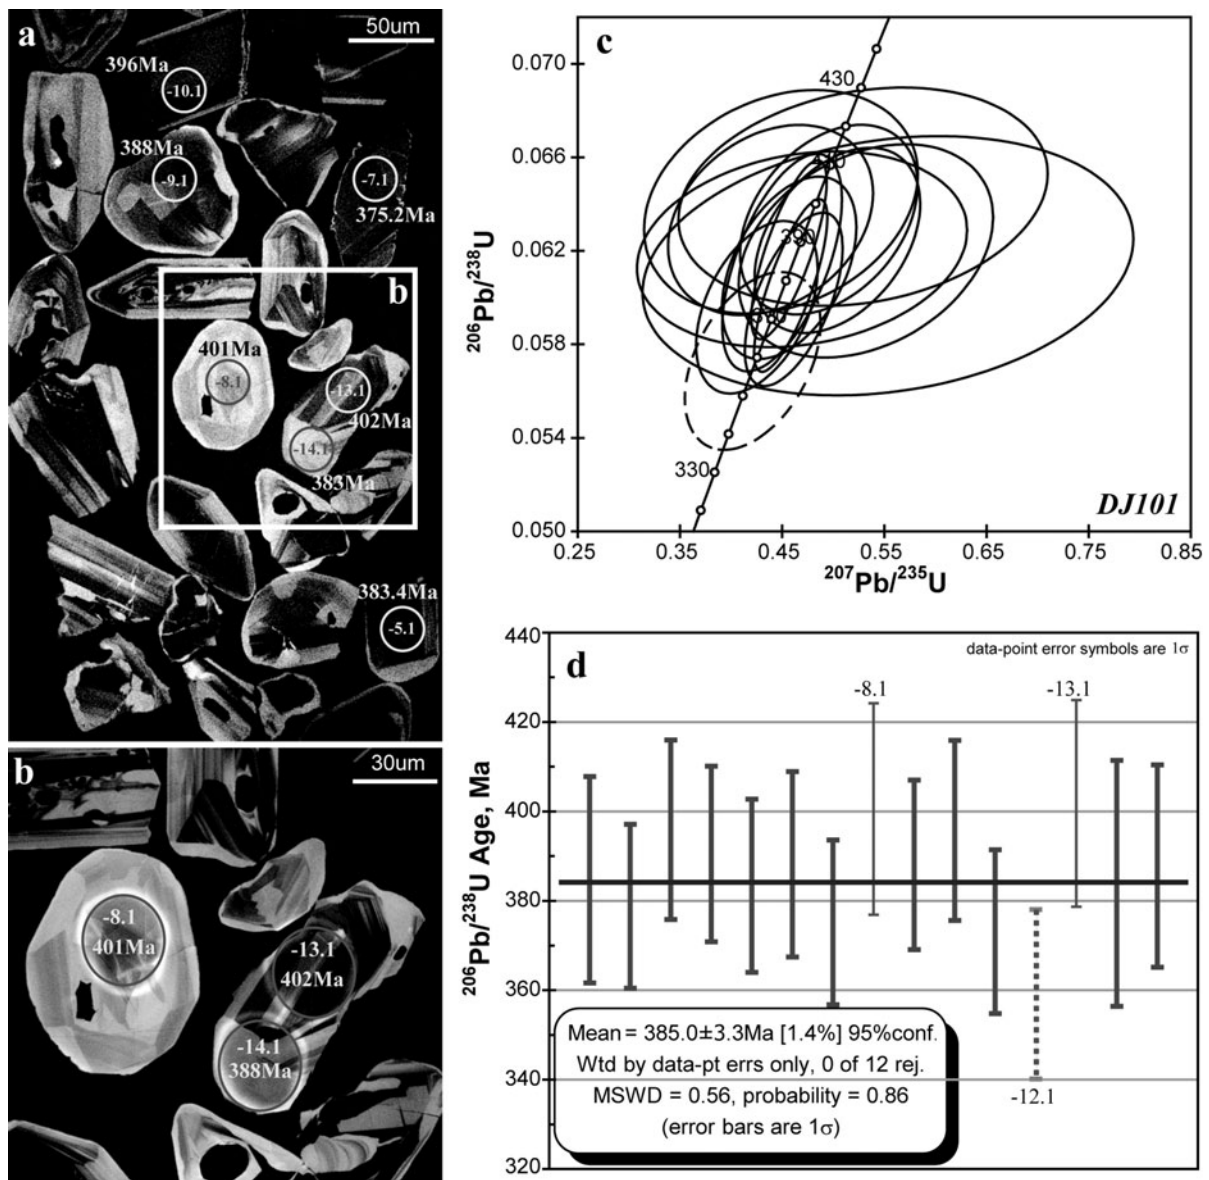 a
50um
396Ma
-10.1
388Ma
-9.1
-7.1
375.2Ma
b
401Ma
-8.1
-13.1
402Ma
-14.1
383Ma
383.4Ma
-5.1
b
30um
-8.1
401Ma
-13.1
402Ma
-14.1
388Ma
c
206Pb/238U
0.070
0.066
0.062
0.058
0.054
0.050
430
390
330
DJ101
0.25
0.35
0.45
0.55
0.65
0.75
0.85
207Pb/235U
d
data-point error symbols are 1σ
206Pb/238U Age, Ma
440
420
400
380
360
340
320
-8.1
-13.1
-12.1
Mean = 385.0±3.3Ma [1.4%] 95%conf.
Wtd by data-pt errs only, 0 of 12 rej.
MSWD = 0.56, probability = 0.86
(error bars are 1σ)